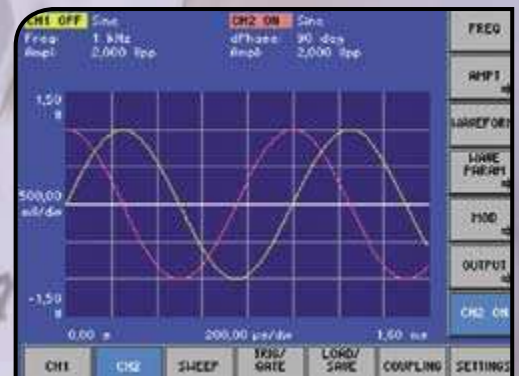 CH1 OFF Sine CH2 ON Sine
Freq: 1 kHz dPhase: 90 deg
Ampl: 2,000 Vpp Ampl: 2,000 Vpp
FREQ
AMPT
WAVEFORM
WAVE
PARAM
MOD
OUTPUT
CH2 ON
1,50
500,00
-1,50
0,00 s 200,00 µs/div 1,60 ms
CH1 CH2 SWEEP TRIG/
GATE LOAD/
SAVE COUPLING SETTINGS